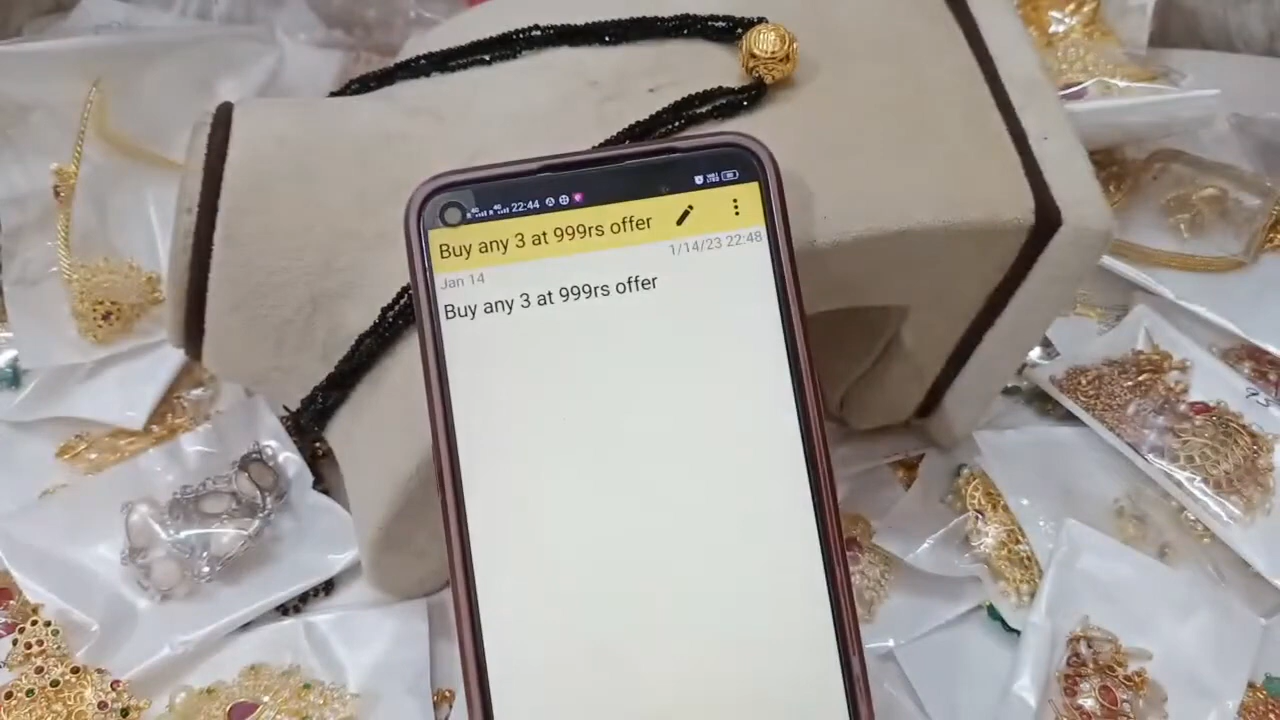 22:44
Buy any 3 at 999rs offer
1/14/23 22:48
Jan 14
Buy any 3 at 999rs offer